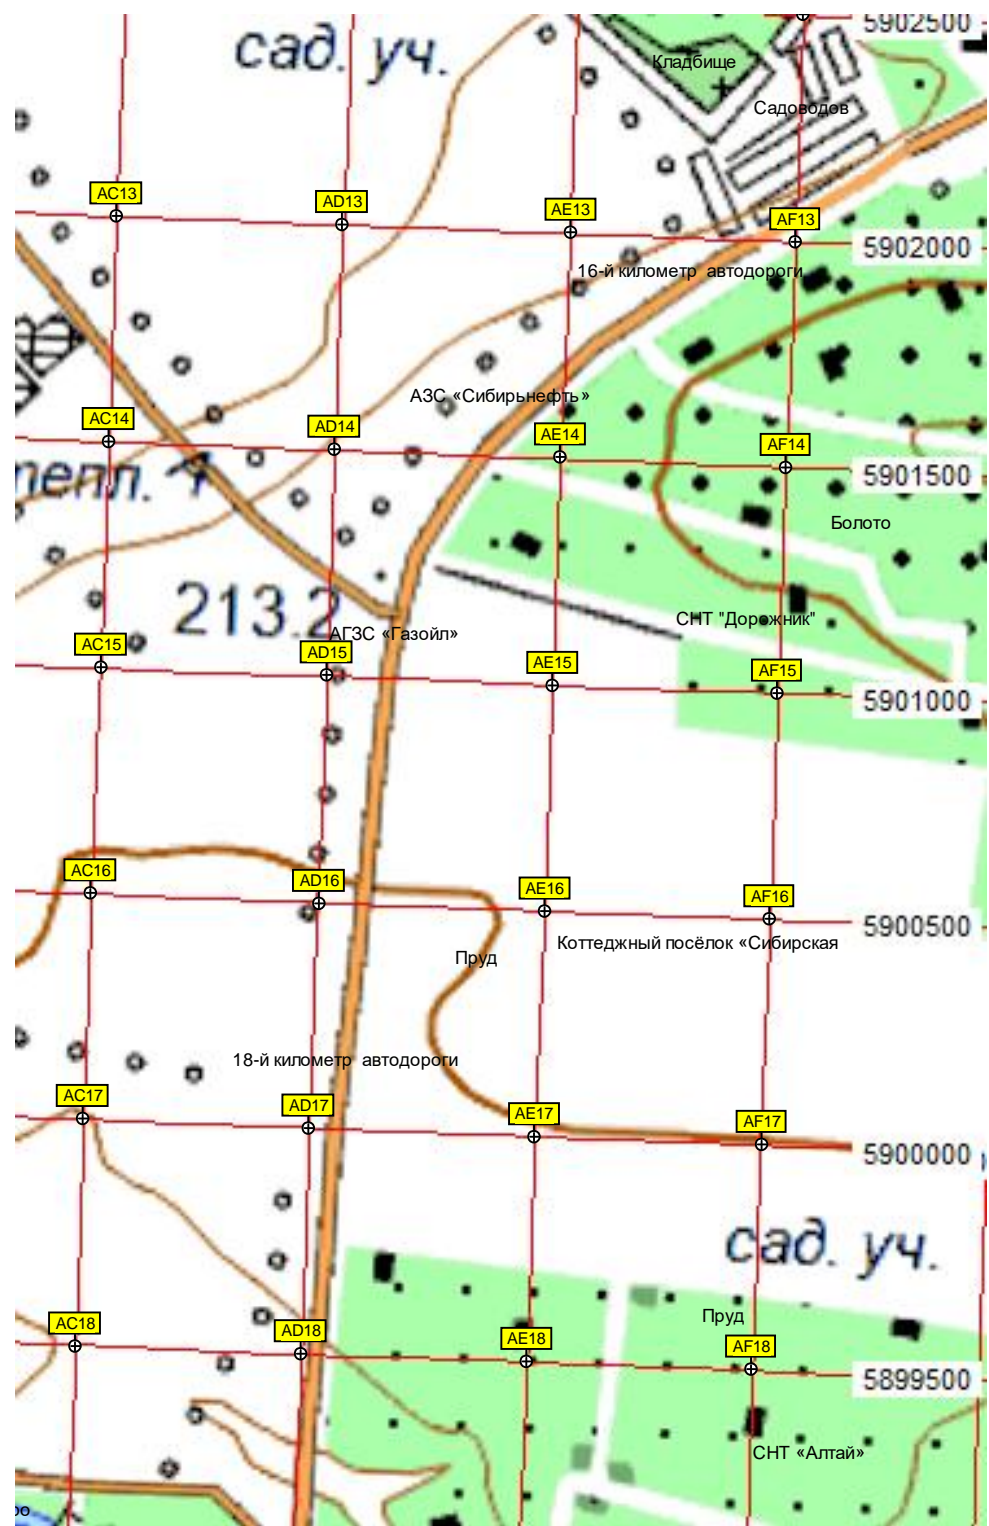 5902500
сад. уч.
Кладбище
Садоводов
AC13
AD13
AE13
AF13
5902000
16-й километр автодороги
АЗС «Сибирьнефть»
AC14
AD14
AE14
AF14
5901500
Болото
213.2
СНТ "Дорожник"
АГЗС «Газойл»
AC15
AD15
AE15
AF15
5901000
AC16
AD16
AE16
AF16
5900500
Коттеджный посёлок «Сибирская
Пруд
18-й километр автодороги
AC17
AD17
AE17
AF17
5900000
сад. уч.
Пруд
AC18
AD18
AE18
AF18
5899500
СНТ «Алтай»